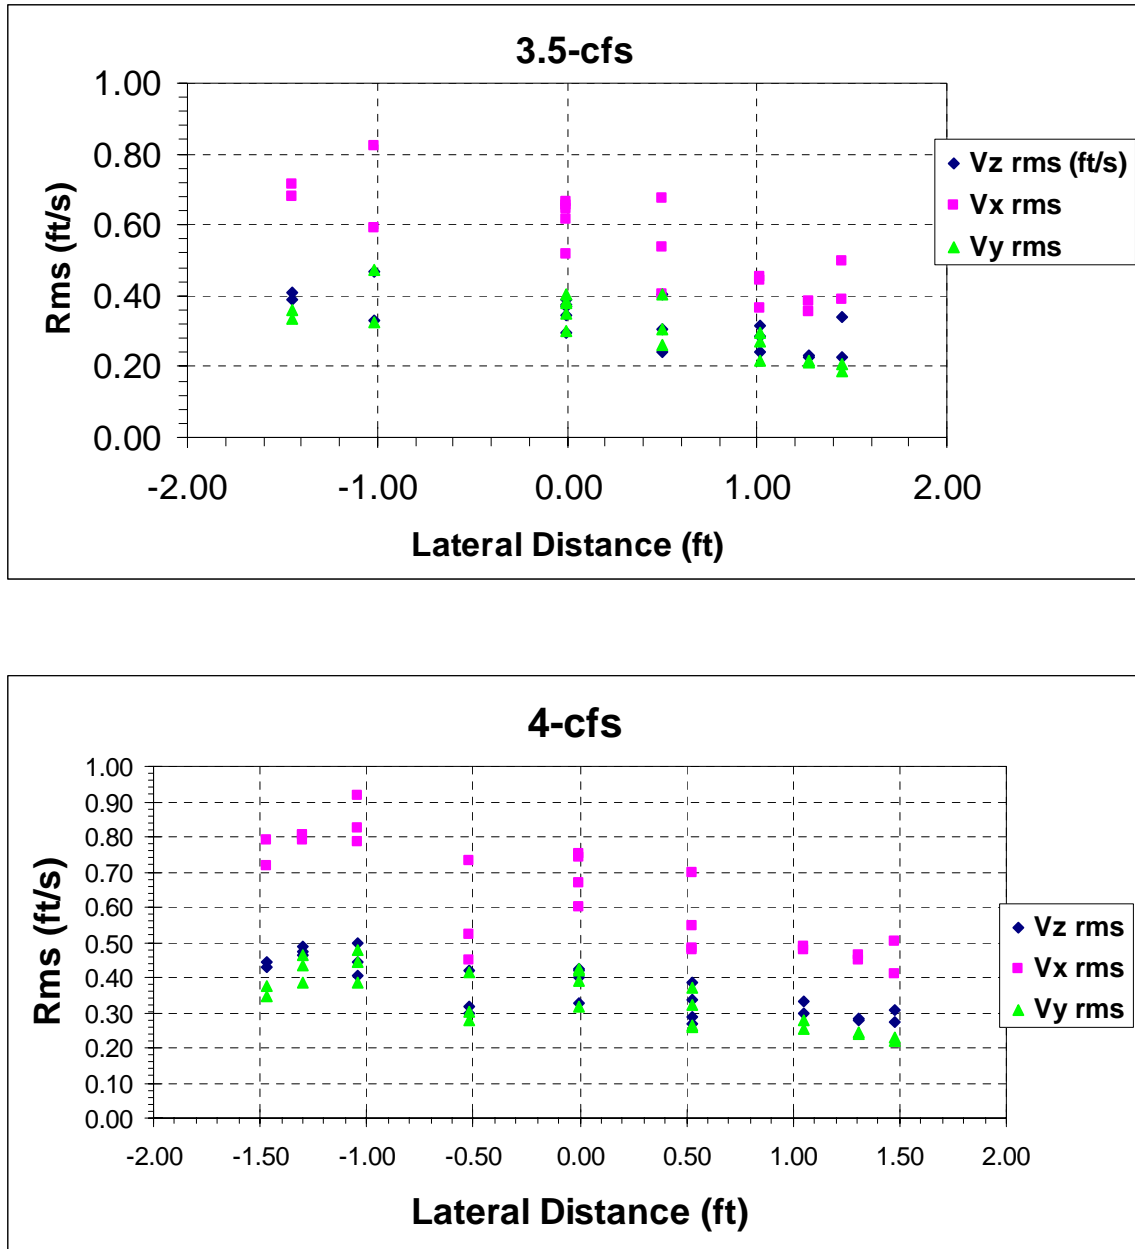 3.5-cfs
1.00
0.80
0.60
0.40
0.20
0.00
Rms (ft/s)
-2.00 -1.00 0.00 1.00 2.00
Lateral Distance (ft)
Vz rms (ft/s)
Vx rms
Vy rms
4-cfs
1.00
0.90
0.80
0.70
0.60
0.50
0.40
0.30
0.20
0.10
0.00
Rms (ft/s)
-2.00 -1.50 -1.00 -0.50 0.00 0.50 1.00 1.50 2.00
Lateral Distance (ft)
Vz rms
Vx rms
Vy rms